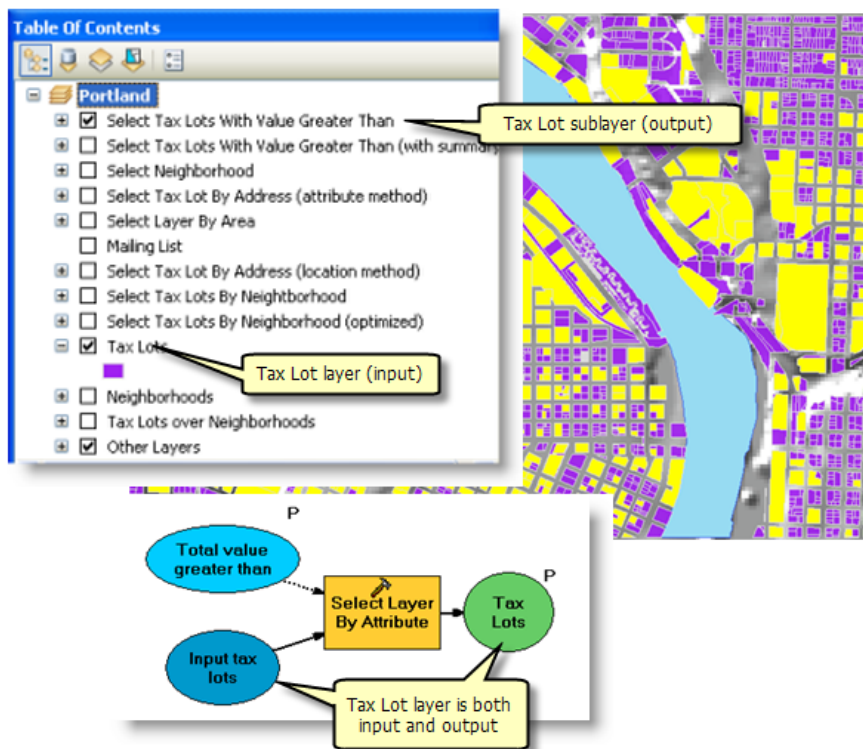 Table Of Contents
Portland
Select Tax Lots With Value Greater Than
Tax Lot sublayer (output)
Select Tax Lots With Value Greater Than (with summar
Select Neighborhood
Select Tax Lot By Address (attribute method)
Select Layer By Area
Mailing List
Select Tax Lot By Address (location method)
Select Tax Lots By Neightborhood
Select Tax Lots By Neighborhood (optimized)
Tax Lots
Tax Lot layer (input)
Neighborhoods
Tax Lots over Neighborhoods
Other Layers
P
Total value
greater than
P
Select Layer
By Attribute
Tax
Lots
Input tax
lots
Tax Lot layer is both
input and output